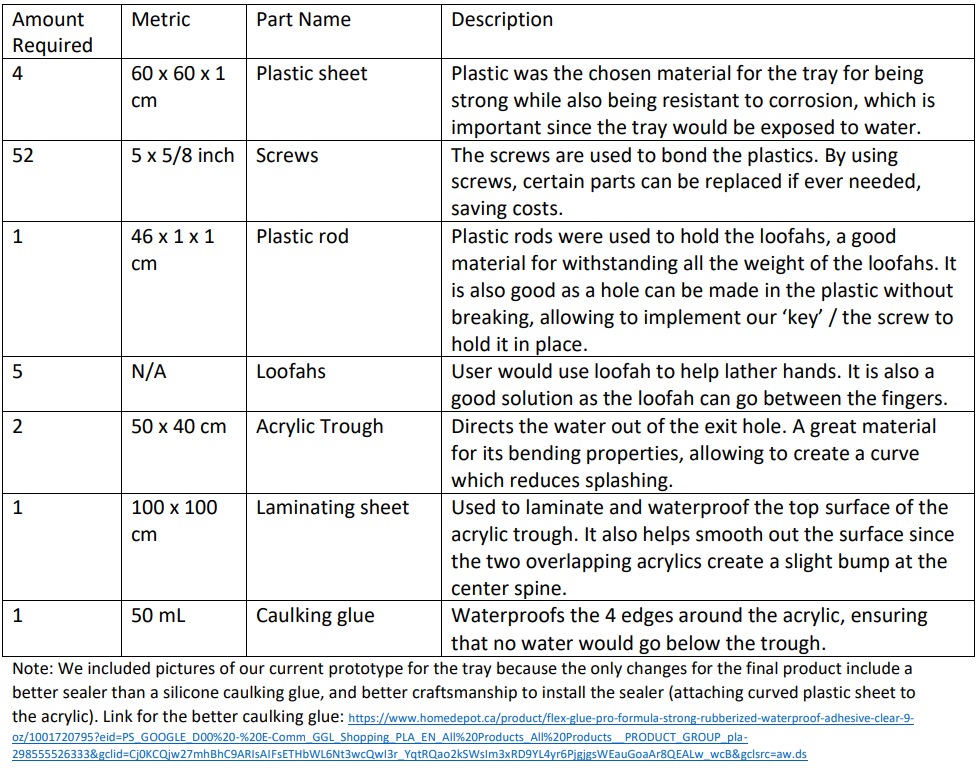 Amount Required
Metric
Part Name
Description
4
60 x 60 x 1 cm
Plastic sheet
Plastic was the chosen material for the tray for being
strong while also being resistant to corrosion, which is
important since the tray would be exposed to water.
52
5 x 5/8 inch
Screws
The screws are used to bond the plastics. By using
screws, certain parts can be replaced if ever needed,
saving costs.
1
46 x 1 x 1 cm
Plastic rod
Plastic rods were used to hold the loofahs, a good
material for withstanding all the weight of the loofahs. It
is also good as a hole can be made in the plastic without
breaking, allowing to implement our ‘key’ / the screw to
hold it in place.
5
N/A
Loofahs
User would use loofah to help lather hands. It is also a
good solution as the loofah can go between the fingers.
2
50 x 40 cm
Acrylic Trough
Directs the water out of the exit hole. A great material
for its bending properties, allowing to create a curve
which reduces splashing.
1
100 x 100 cm
Laminating sheet
Used to laminate and waterproof the top surface of the
acrylic trough. It also helps smooth out the surface since
the two overlapping acrylics create a slight bump at the
center spine.
1
50 mL
Caulking glue
Waterproofs the 4 edges around the acrylic, ensuring
that no water would go below the trough.
Note: We included pictures of our current prototype for the tray because the only changes for the final product include a
better sealer than a silicone caulking glue, and better craftsmanship to install the sealer (attaching curved plastic sheet to
the acrylic). Link for the better caulking glue: https://www.homedepot.ca/product/flex-glue-pro-formula-strong-rubberized-waterproof-adhesive-clear-9-
oz/1001720795?eid=PS_GOOGLE_D00%20-%20E-Comm_GGL_Shopping_PLA_EN_All%20Products_All%20Products__PRODUCT_GROUP_pla-
298555526333&gclid=Cj0KCQjw27mhBhC9ARIsAIFsETHbWL6Nt3wcQwI3r_YqtRQao2kSWsIm3xRD9YL4yr6PjgjgsWEauGoaAr8QEALw_wcB&gclsrc=aw.ds